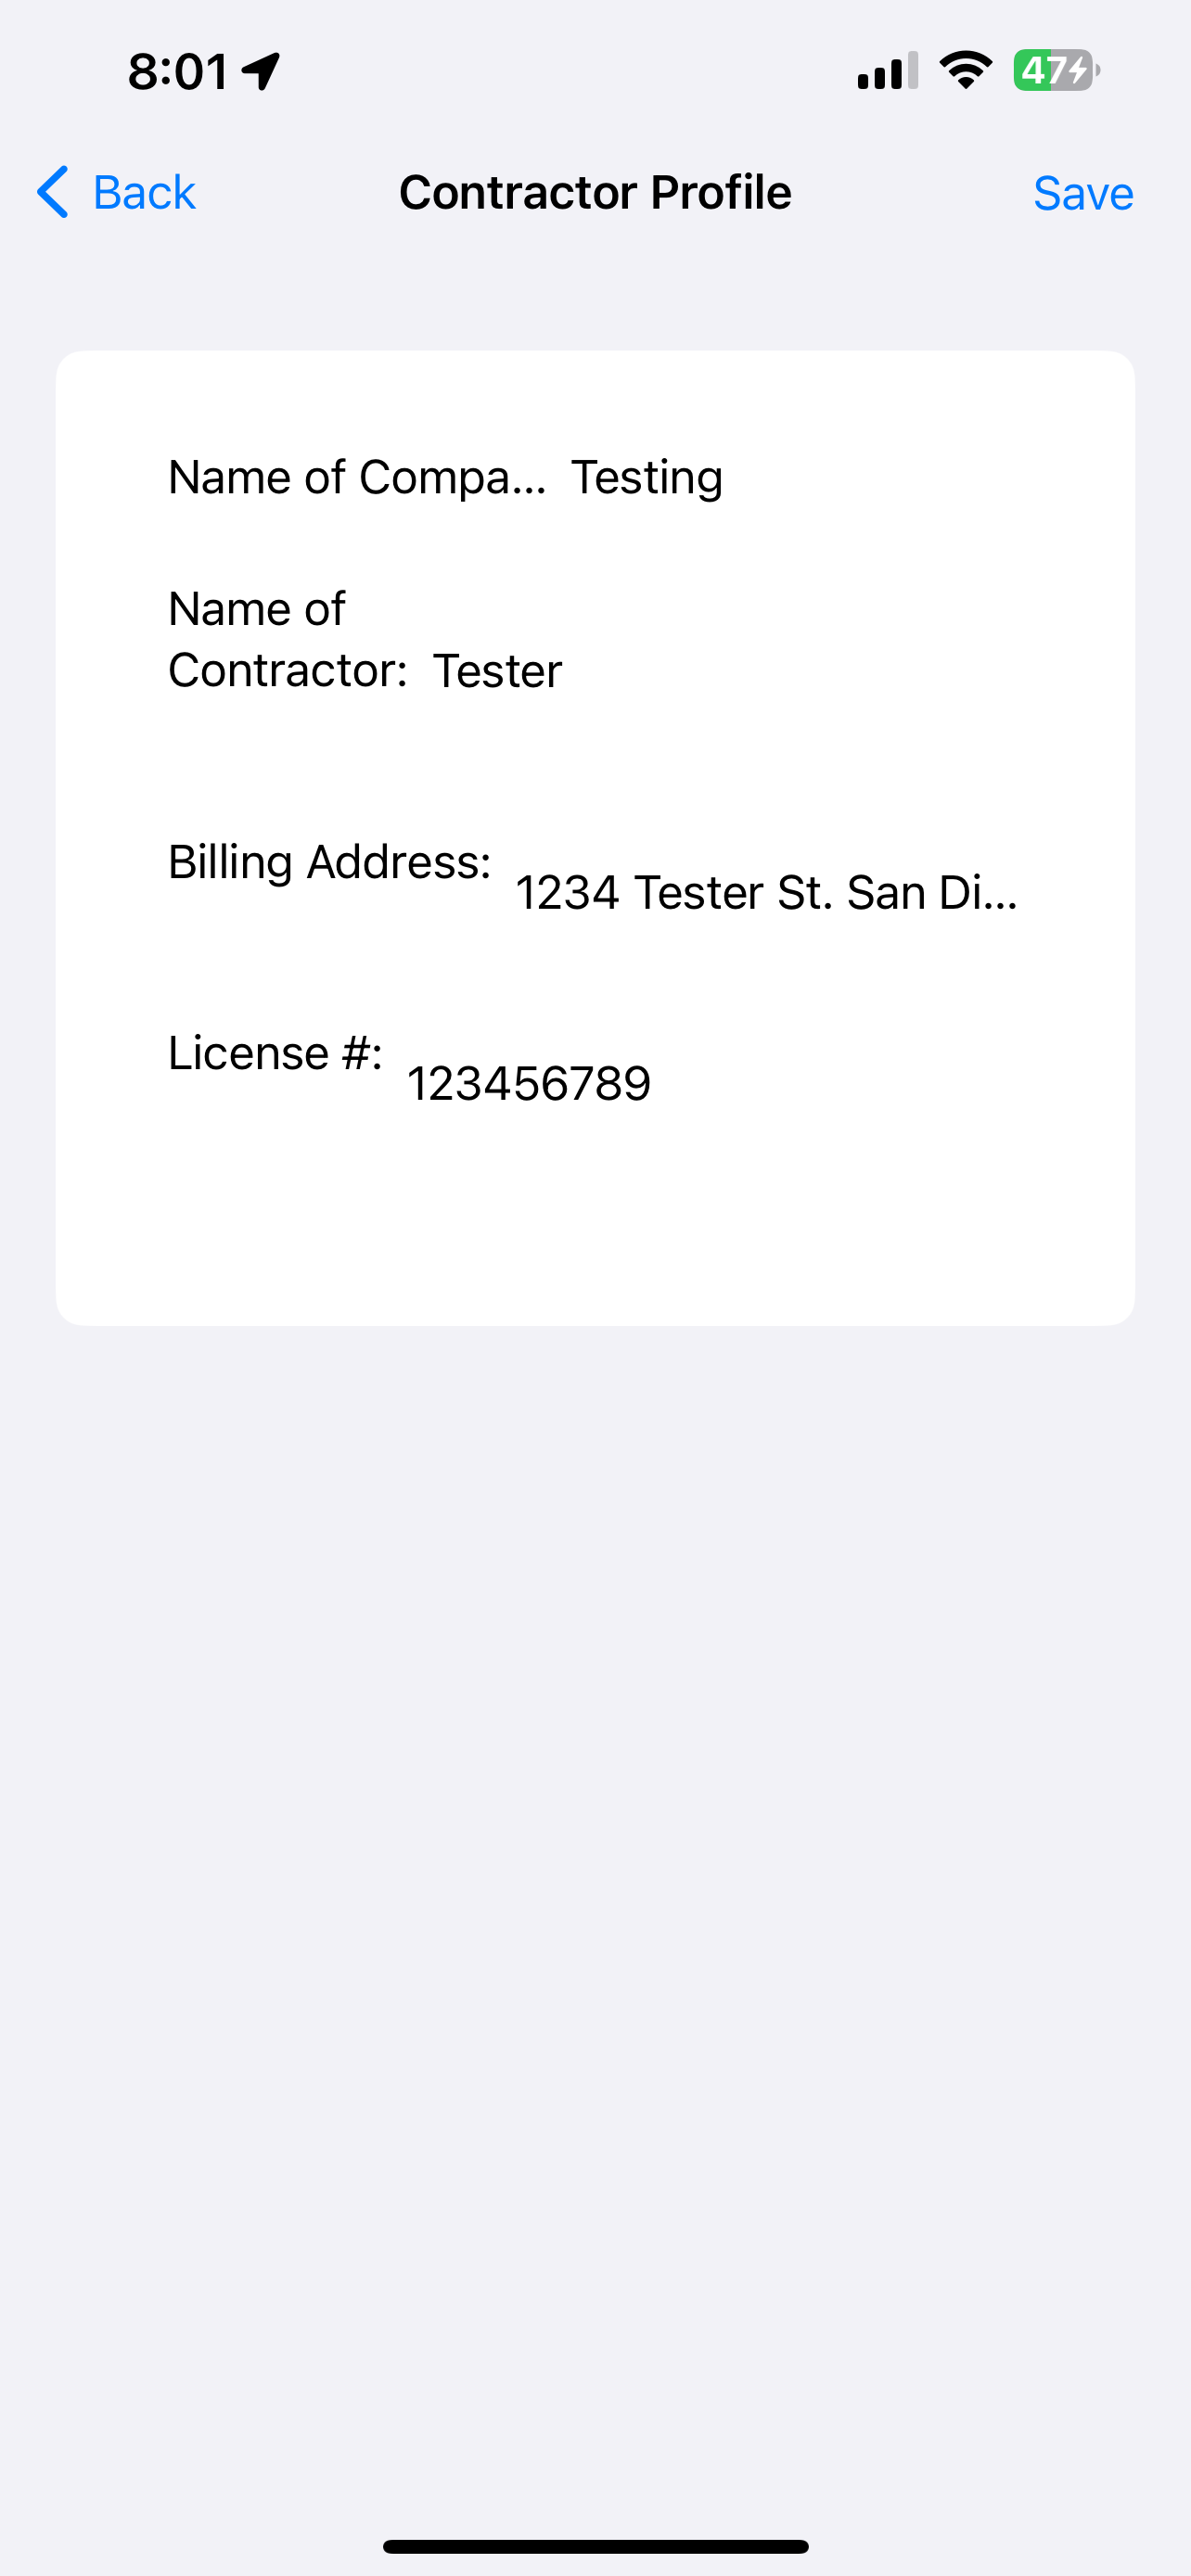 8:01 47
Back Contractor Profile Save
Name of Compa... Testing
Name of
Contractor: Tester
Billing Address:
1234 Tester St. San Di...
License #:
123456789